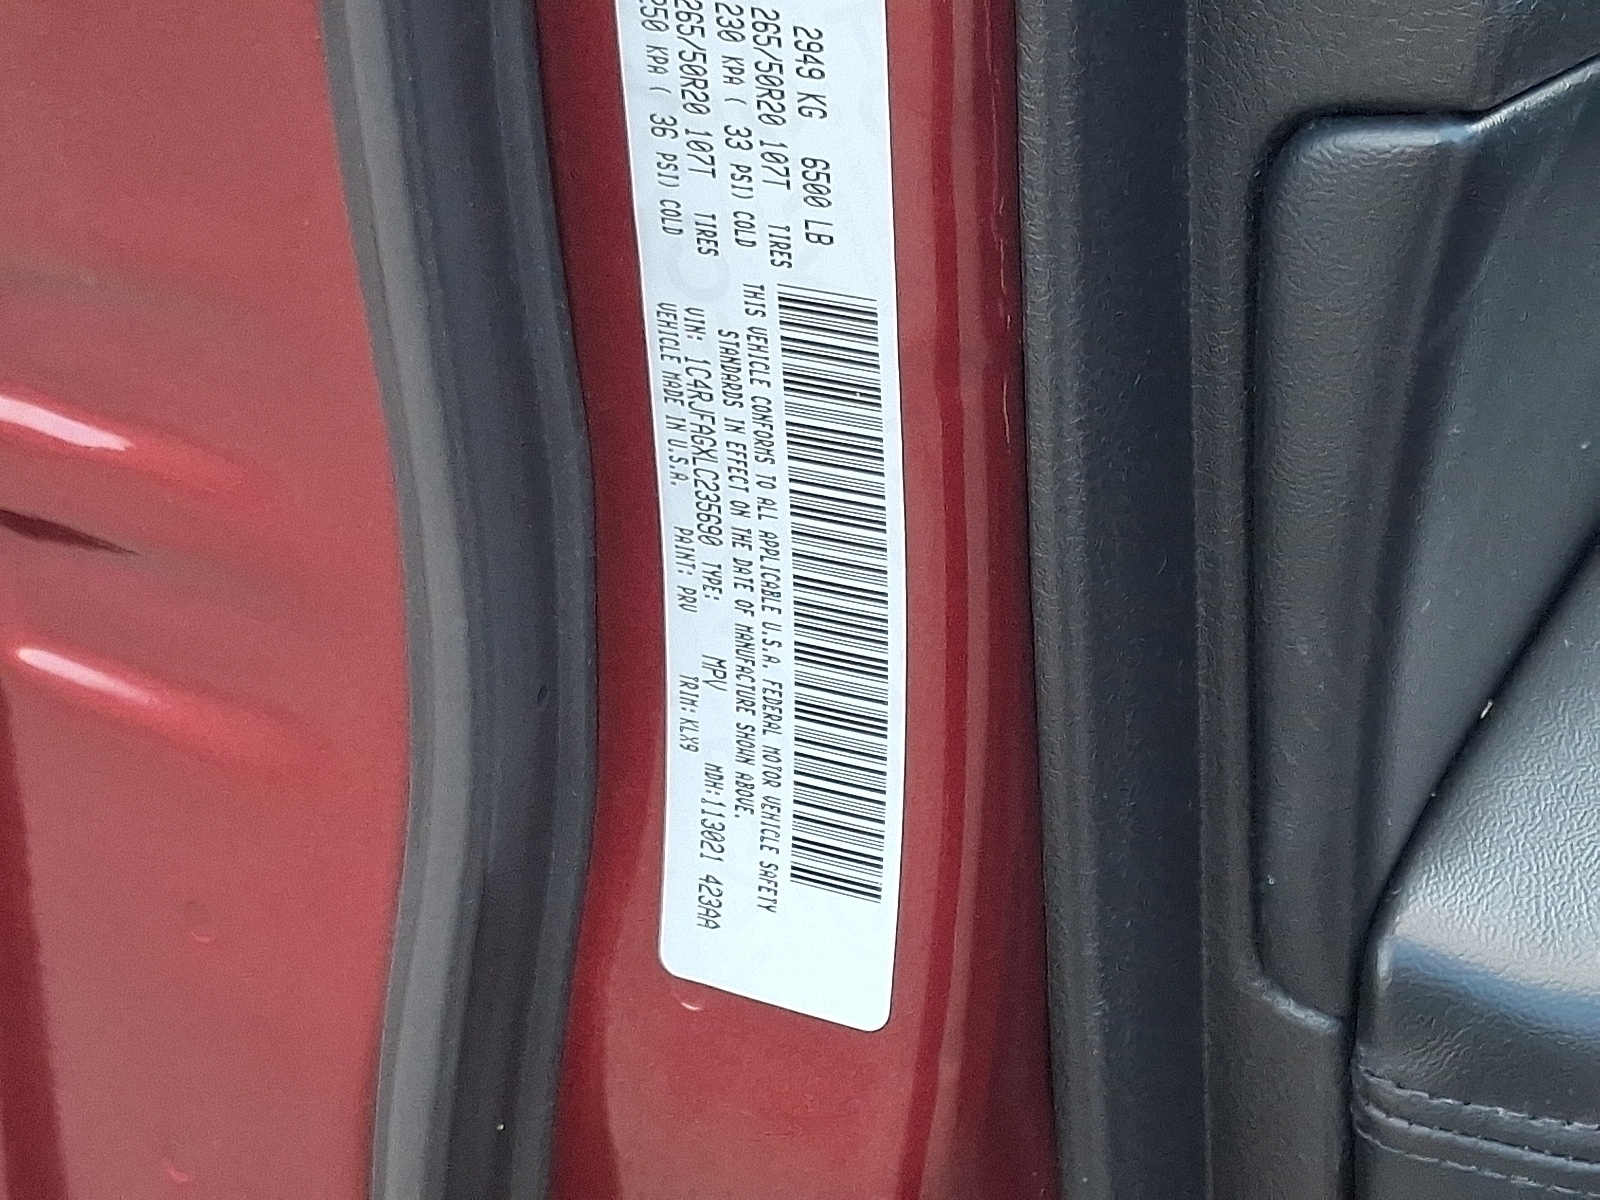 2949 KG 6500 LB
265/50R20 107T TIRES
230 KPA ( 33 PSI) COLD
265/50R20 107T TIRES
250 KPA ( 36 PSI) COLD
THIS VEHICLE CONFORMS TO ALL APPLICABLE U.S.A. FEDERAL MOTOR VEHICLE SAFETY
STANDARDS IN EFFECT ON THE DATE OF MANUFACTURE SHOWN ABOVE.
VIN: 1C4RJFAGXLC235690 TYPE: MPV MDH:113021 423AA
VEHICLE MADE IN U.S.A. PAINT: PRV TRIM: KLX9